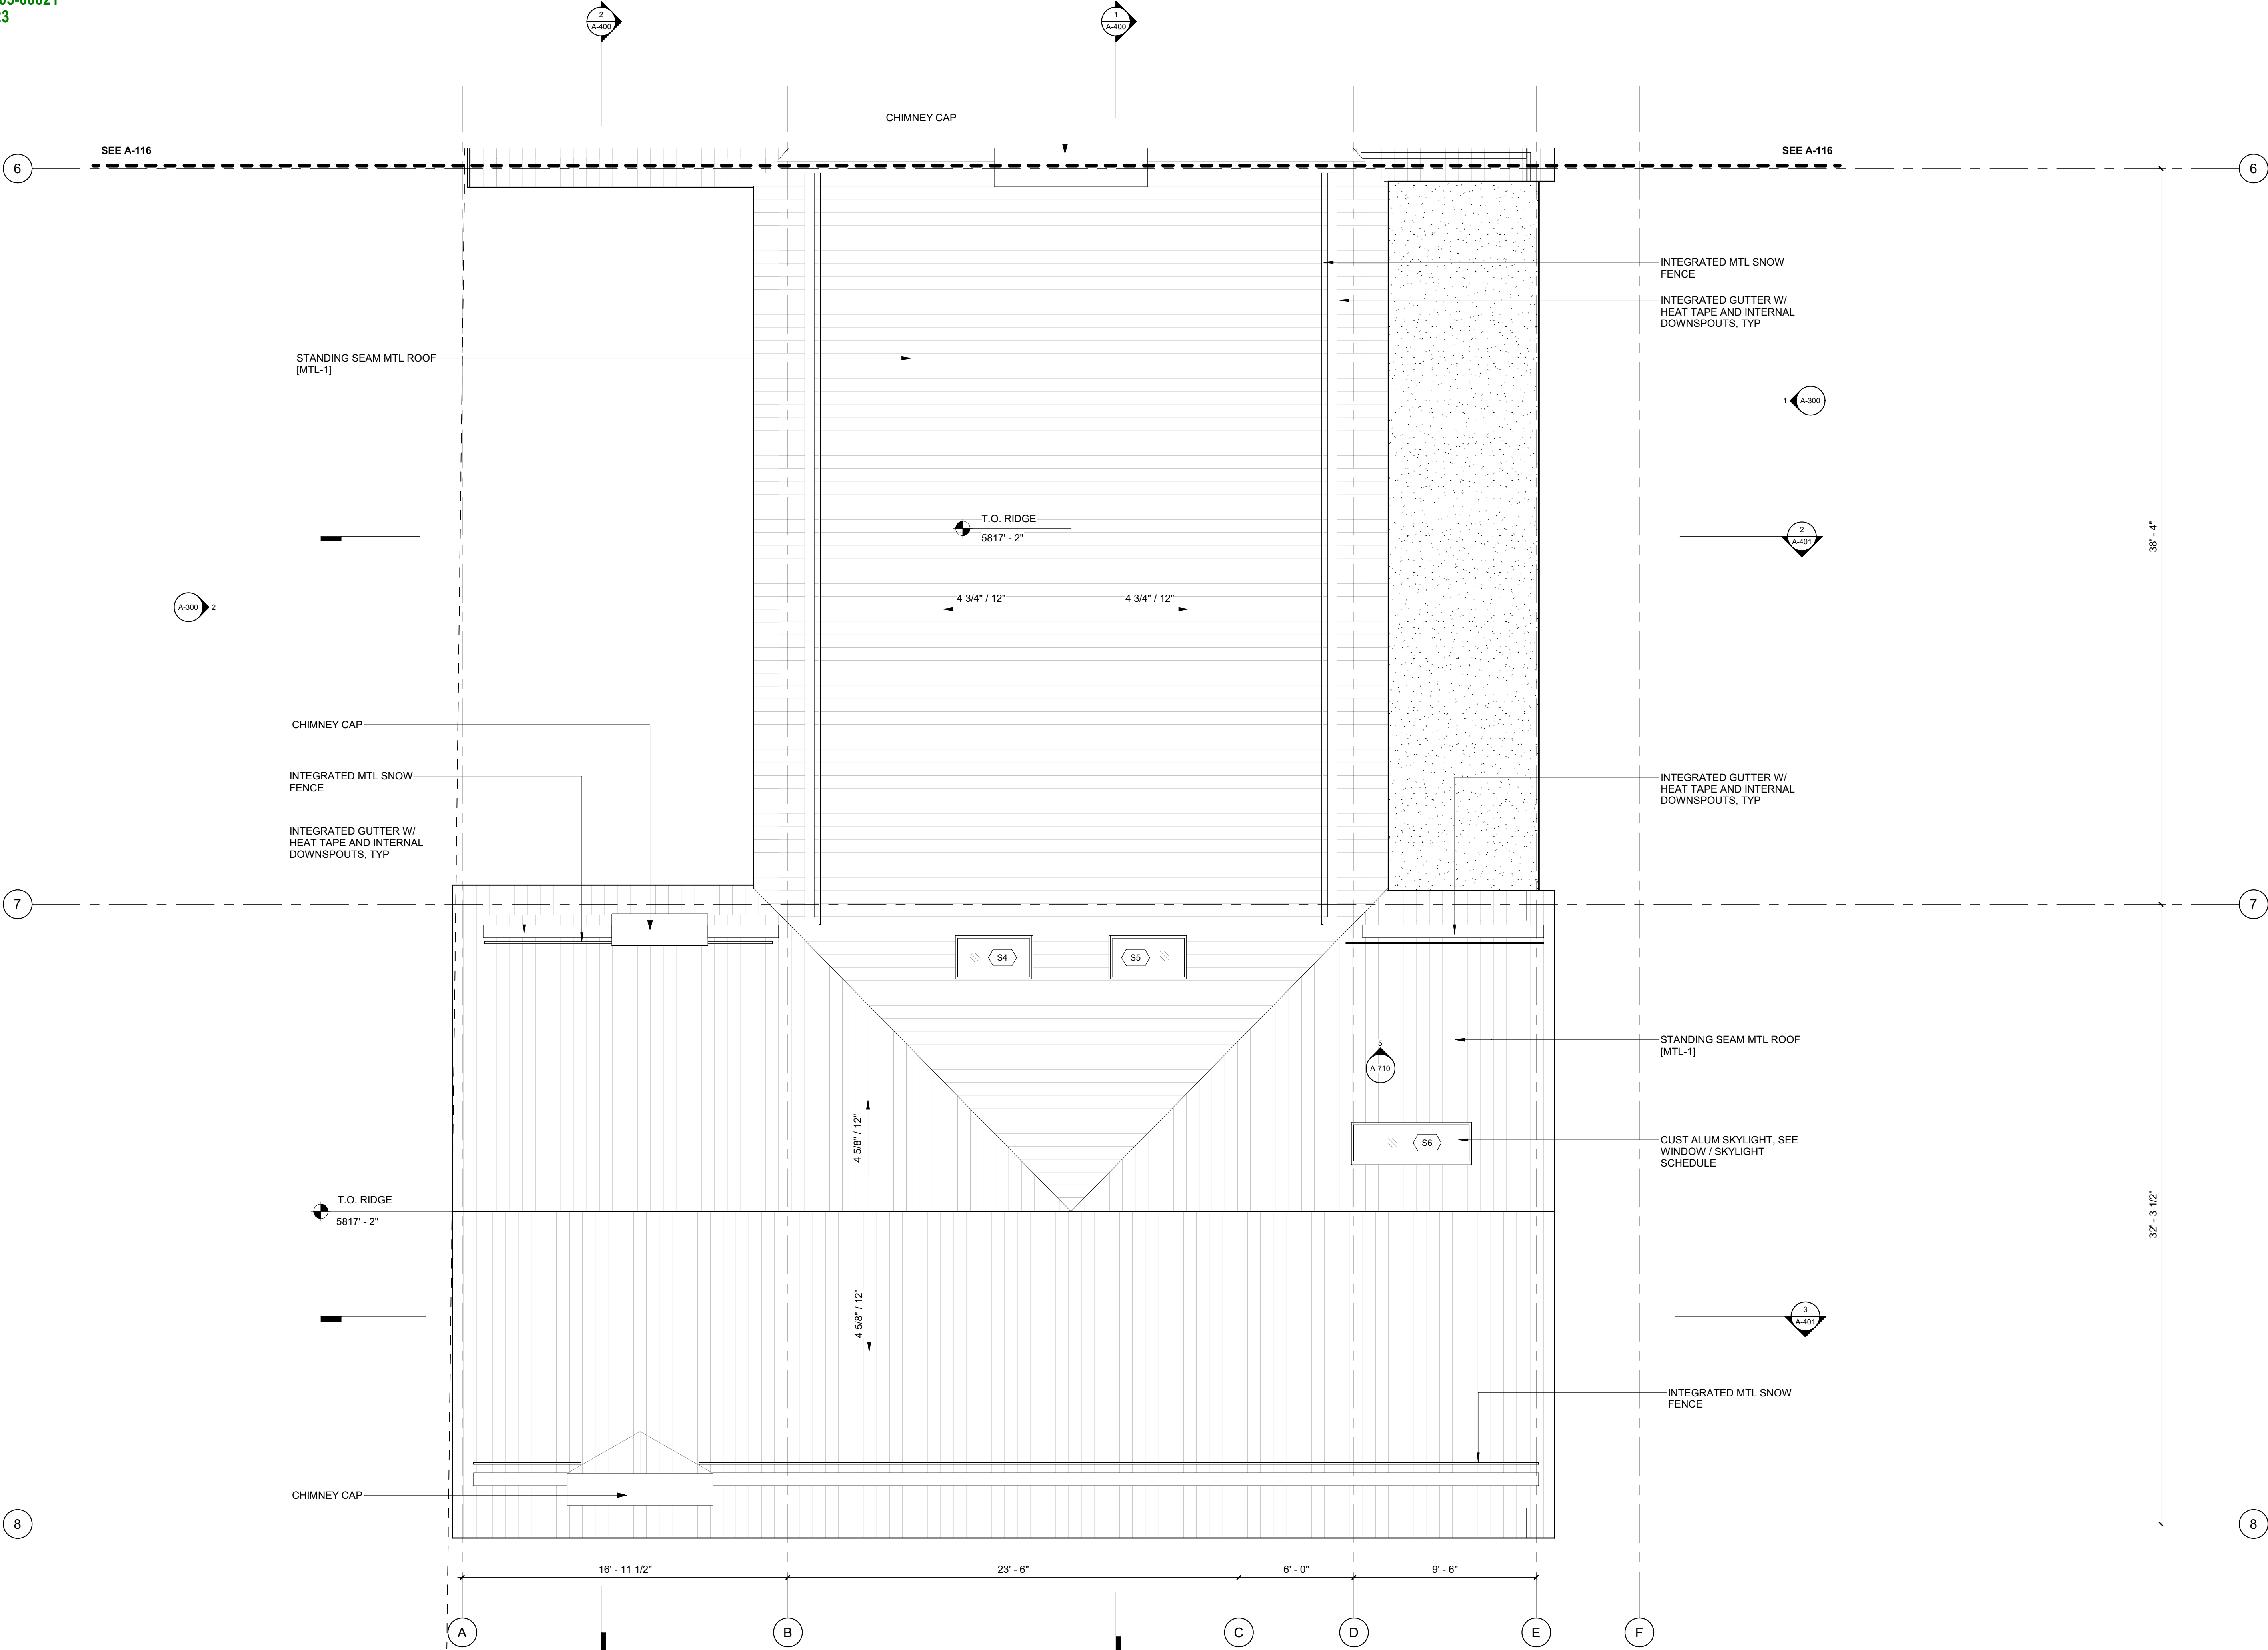 23
2
A-400
1
A-400
CHIMNEY CAP
SEE A-116
SEE A-116
6
6
INTEGRATED MTL SNOW
FENCE
INTEGRATED GUTTER W/
HEAT TAPE AND INTERNAL
DOWNSPOUTS, TYP
STANDING SEAM MTL ROOF
[MTL-1]
1
A-300
T.O. RIDGE
5817' - 2"
2
A-401
38' - 4"
A-300
2
4 3/4" / 12"
4 3/4" / 12"
CHIMNEY CAP
INTEGRATED MTL SNOW
FENCE
INTEGRATED GUTTER W/
HEAT TAPE AND INTERNAL
DOWNSPOUTS, TYP
INTEGRATED GUTTER W/
HEAT TAPE AND INTERNAL
DOWNSPOUTS, TYP
7
7
S4
S5
STANDING SEAM MTL ROOF
[MTL-1]
5
A-710
4 5/8" / 12"
S6
CUST ALUM SKYLIGHT, SEE
WINDOW / SKYLIGHT
SCHEDULE
T.O. RIDGE
5817' - 2"
32' - 3 1/2"
4 5/8" / 12"
3
A-401
INTEGRATED MTL SNOW
FENCE
CHIMNEY CAP
8
8
16' - 11 1/2"
23' - 6"
6' - 0"
9' - 6"
A
B
C
D
E
F